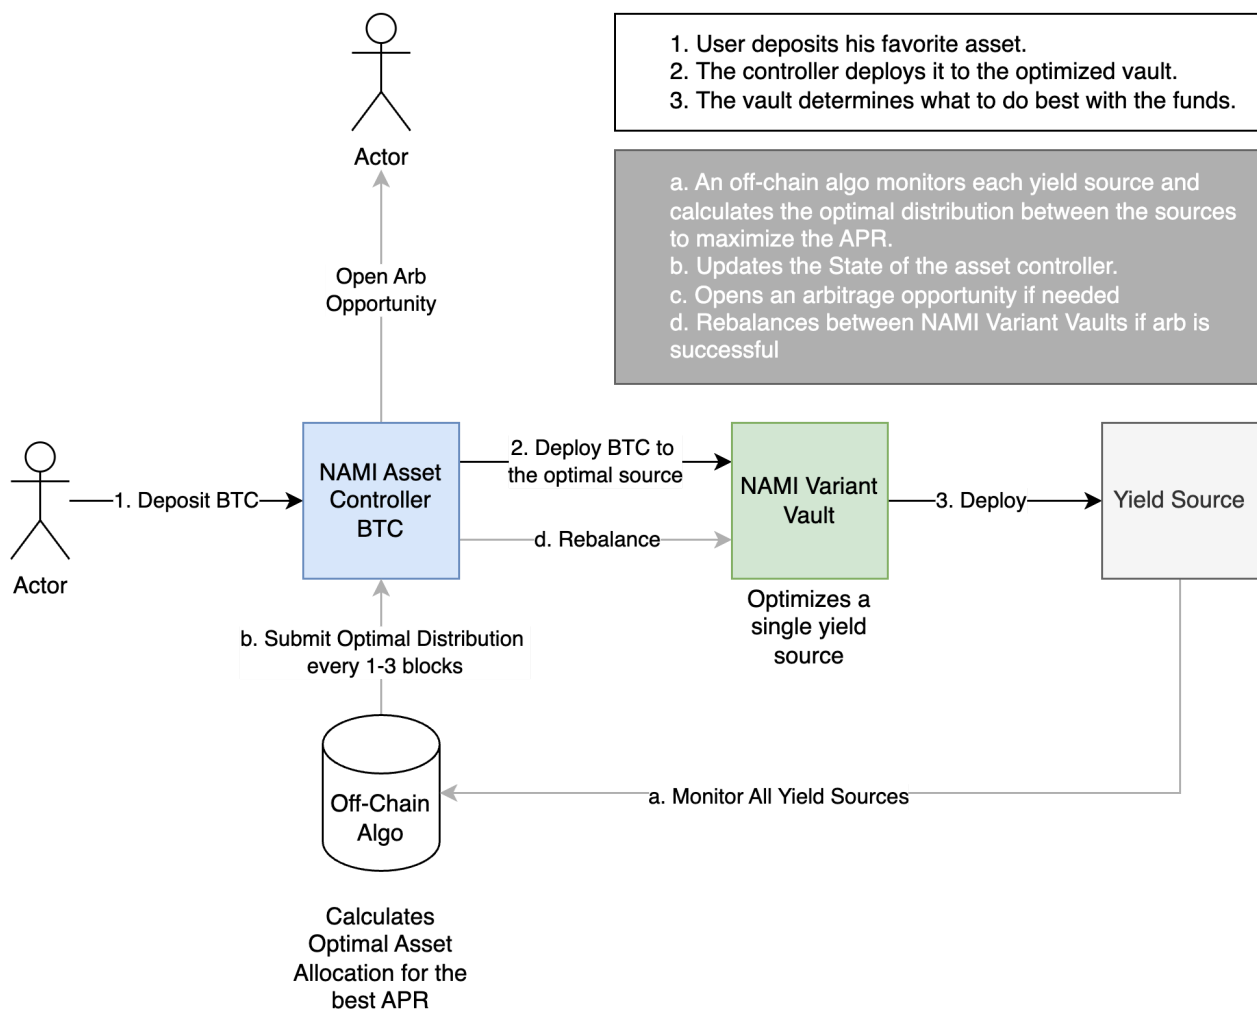 1. User deposits his favorite asset.
2. The controller deploys it to the optimized vault.
3. The vault determines what to do best with the funds.
a. An off-chain algo monitors each yield source and
calculates the optimal distribution between the sources
to maximize the APR.
b. Updates the State of the asset controller.
c. Opens an arbitrage opportunity if needed
d. Rebalances between NAMI Variant Vaults if arb is
successful
Actor
Open Arb
Opportunity
Actor
1. Deposit BTC
NAMI Asset
Controller
BTC
2. Deploy BTC to
the optimal source
d. Rebalance
NAMI Variant
Vault
Optimizes a
single yield
source
3. Deploy
Yield Source
b. Submit Optimal Distribution
every 1-3 blocks
Off-Chain
Algo
a. Monitor All Yield Sources
Calculates
Optimal Asset
Allocation for the
best APR